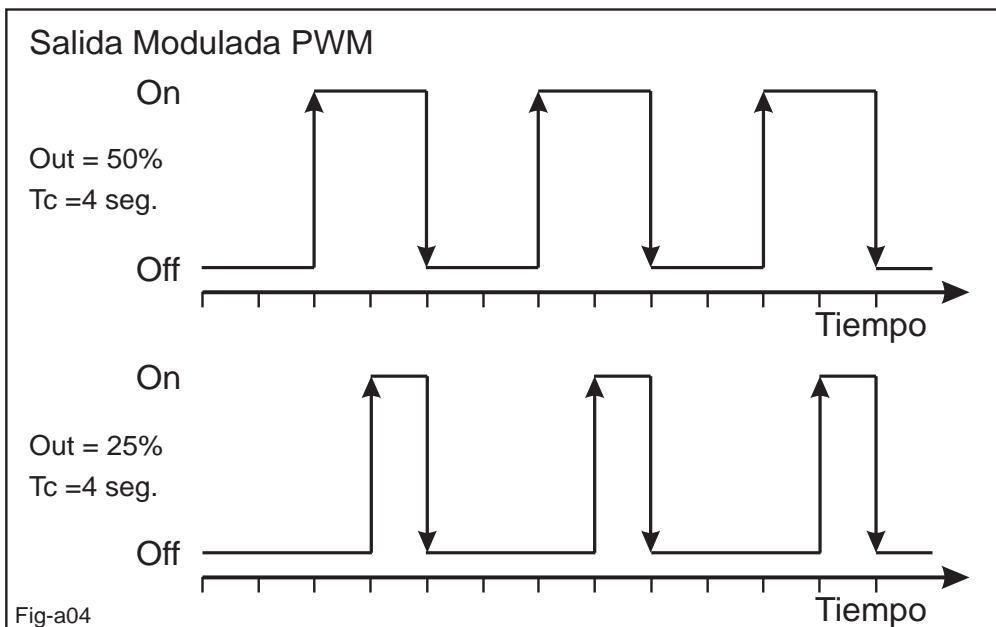 Salida Modulada PWM
On
Out = 50%
Tc =4 seg.
Off
Tiempo
On
Out = 25%
Tc =4 seg.
Off
Tiempo
Fig-a04